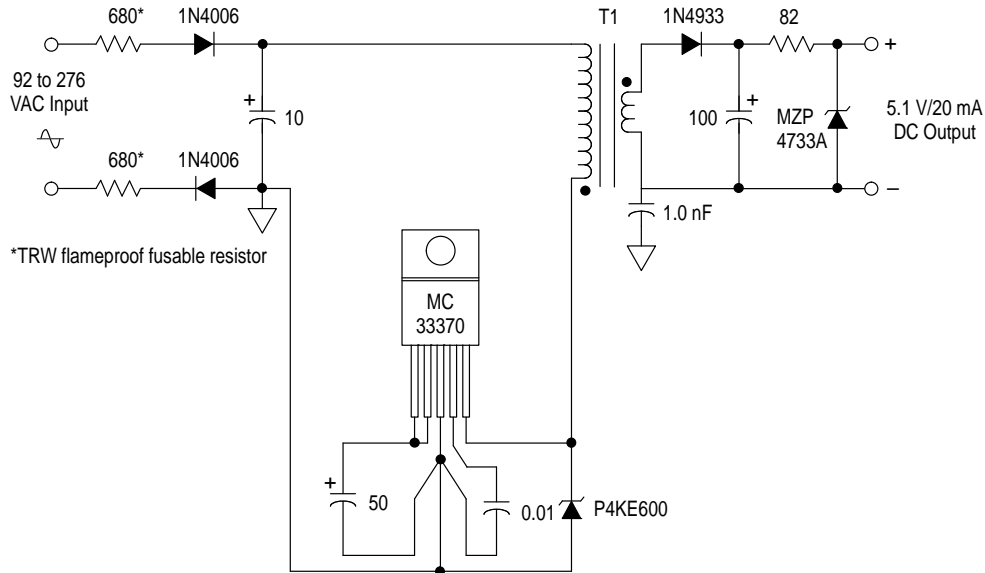 680*
1N4006
T1
1N4933
82
+
92 to 276
VAC Input
+
10
+
100
MZP
4733A
5.1 V/20 mA
DC Output
680*
1N4006
–
1.0 nF
*TRW flameproof fusable resistor
MC
33370
+
50
0.01
P4KE600